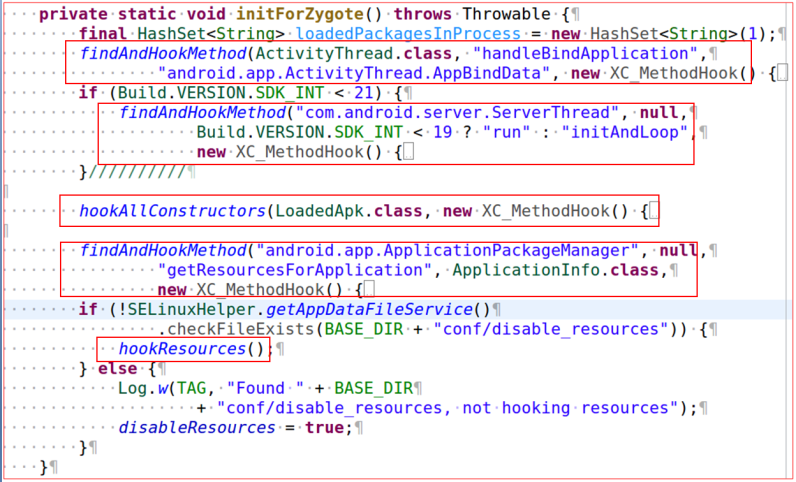 private static void initForZygote() throws Throwable {
final HashSet<String> loadedPackagesInProcess = new HashSet<String>(1);
findAndHookMethod(ActivityThread.class, "handleBindApplication",
"android.app.ActivityThread.AppBindData", new XC_MethodHook() {
if (Build.VERSION.SDK_INT < 21) {
findAndHookMethod("com.android.server.ServerThread", null,
Build.VERSION.SDK_INT < 19 ? "run" : "initAndLoop",
new XC_MethodHook() {
}//////////
hookAllConstructors(LoadedApk.class, new XC_MethodHook() {
findAndHookMethod("android.app.ApplicationPackageManager", null,
"getResourcesForApplication", ApplicationInfo.class,
new XC_MethodHook() {
if (!SELinuxHelper.getAppDataFileService()
.checkFileExists(BASE_DIR + "conf/disable_resources")) {
hookResources();
} else {
Log.w(TAG, "Found " + BASE_DIR
+ "conf/disable_resources, not hooking resources");
disableResources = true;
}
}